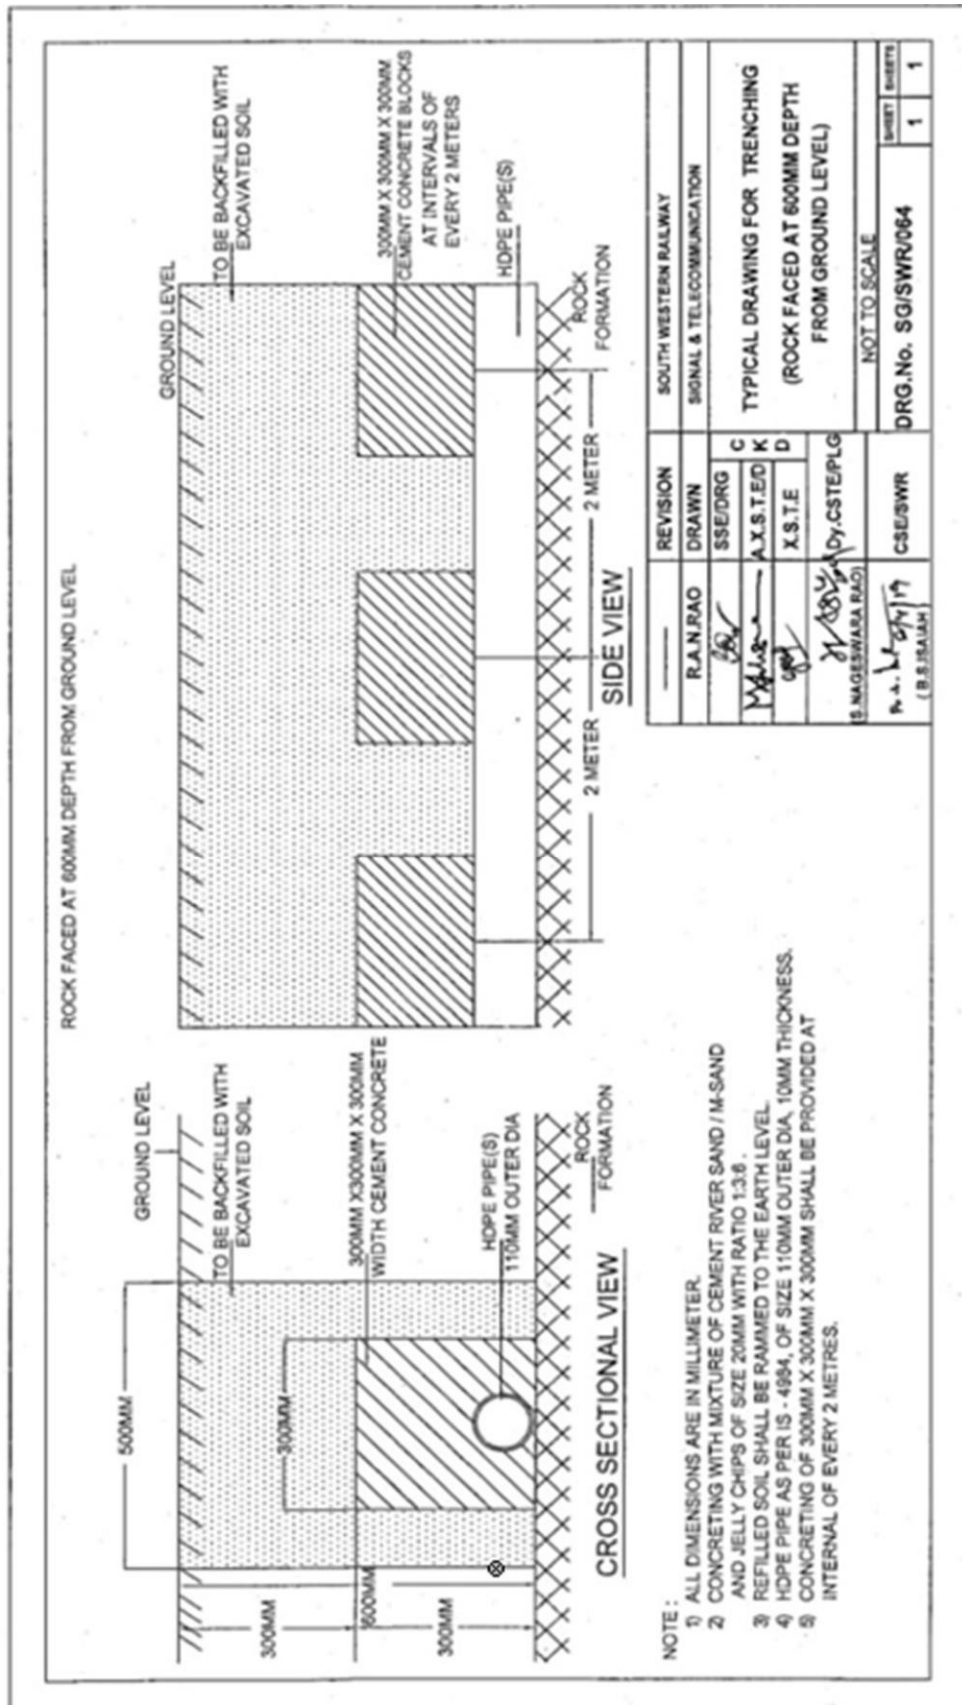 ROCK FACED AT 600MM DEPTH FROM GROUND LEVEL
GROUND LEVEL
500MM
TO BE BACKFILLED WITH
EXCAVATED SOIL
300MM
300MM X300MM X 300MM
WIDTH CEMENT CONCRETE
300MM
600MM
300MM
HDPE PIPE(S)
110MM OUTER DIA
ROCK
FORMATION
CROSS SECTIONAL VIEW
GROUND LEVEL
TO BE BACKFILLED WITH
EXCAVATED SOIL
300MM X 300MM X 300MM
CEMENT CONCRETE BLOCKS
AT INTERVALS OF
EVERY 2 METERS
HDPE PIPE(S)
ROCK
FORMATION
2 METER
2 METER
SIDE VIEW
NOTE :
1) ALL DIMENSIONS ARE IN MILLIMETER.
2) CONCRETING WITH MIXTURE OF CEMENT RIVER SAND / M-SAND
AND JELLY CHIPS OF SIZE 20MM WITH RATIO 1:3:6 .
3) REFILLED SOIL SHALL BE RAMMED TO THE EARTH LEVEL.
4) HDPE PIPE AS PER IS - 4984, OF SIZE 110MM OUTER DIA, 10MM THICKNESS.
5) CONCRETING OF 300MM X 300MM X 300MM SHALL BE PROVIDED AT
INTERNAL OF EVERY 2 METRES.
REVISION
SOUTH WESTERN RAILWAY
R.A.N.RAO
DRAWN
SIGNAL & TELECOMMUNICATION
SSE/DRG
C
K
D
A.X.S.T.E/D
X.S.T.E
TYPICAL DRAWING FOR TRENCHING
(ROCK FACED AT 600MM DEPTH
FROM GROUND LEVEL)
(S.NAGESWARA RAO)
Dy.CSTE/PLG
NOT TO SCALE
(B.S.ISAIAH)
CSE/SWR
DRG.No. SG/SWR/064
SHEET
SHEETS
1
1